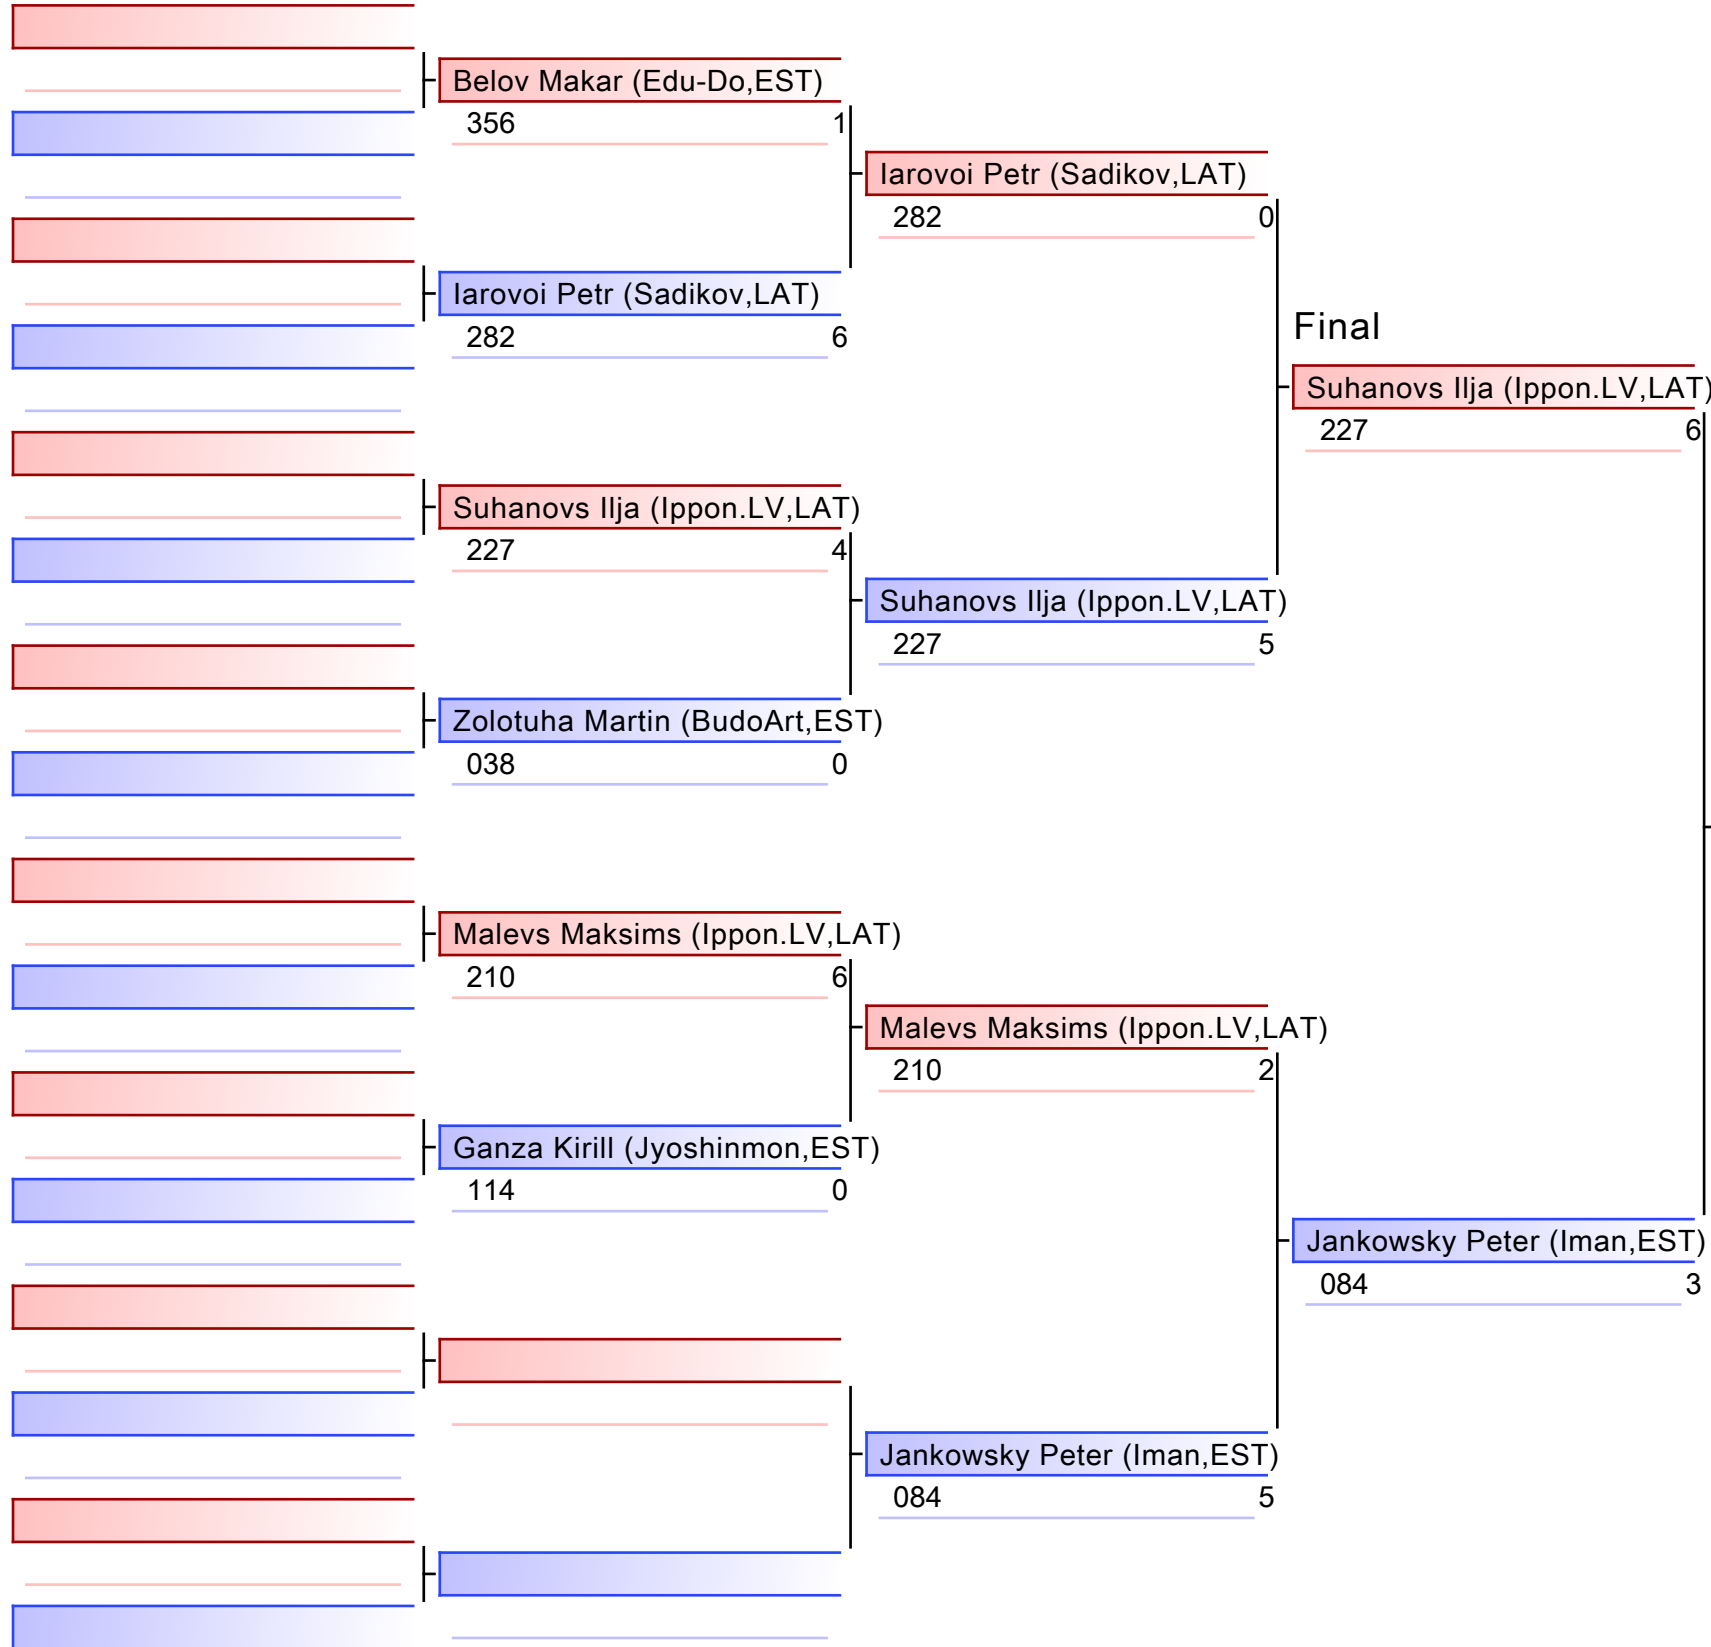 Belov Makar (Edu-Do,EST)
356 1
Iarovoi Petr (Sadikov,LAT)
282 6
Suhanovs Ilja (Ippon.LV,LAT)
227 4
Zolotuha Martin (BudoArt,EST)
038 0
Malevs Maksims (Ippon.LV,LAT)
210 6
Ganza Kirill (Jyoshinmon,EST)
114 0
Iarovoi Petr (Sadikov,LAT)
282 0
Suhanovs Ilja (Ippon.LV,LAT)
227 5
Malevs Maksims (Ippon.LV,LAT)
210 2
Jankowsky Peter (Iman,EST)
084 5
Final
Suhanovs Ilja (Ippon.LV,LAT)
227 6
Jankowsky Peter (Iman,EST)
084 3